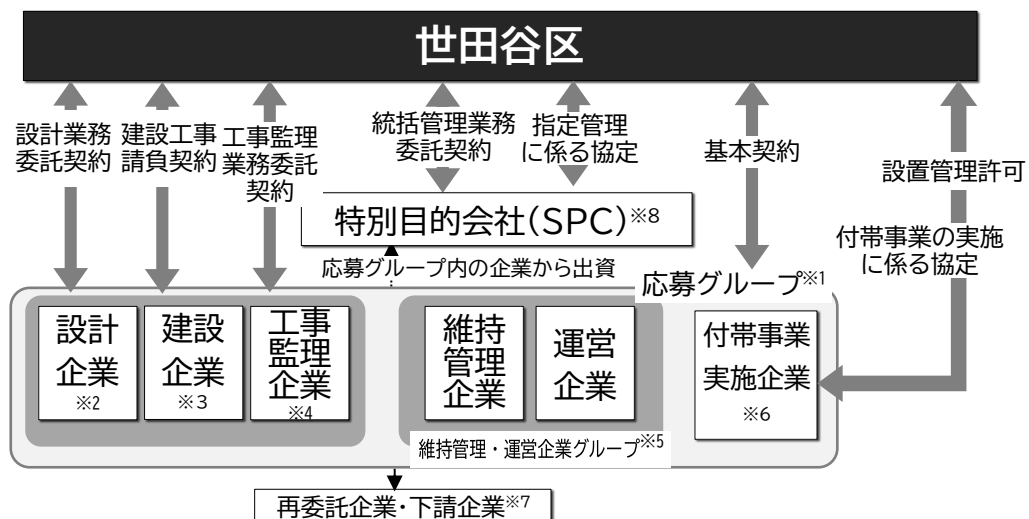 世田谷区
設計業務
委託契約
建設工事
請負契約
工事監理
業務委託
契約
統括管理業務
委託契約
指定管理
に係る協定
基本契約
設置管理許可
付帯事業の実施
に係る協定
特別目的会社(SPC)※8
応募グループ内の企業から出資
応募グループ※1
設計
企業
※2
建設
企業
※3
工事
監理
企業
※4
維持
管理
企業
運営
企業
付帯事業
実施企業
※6
維持管理・運営企業グループ※5
再委託企業・下請企業※7